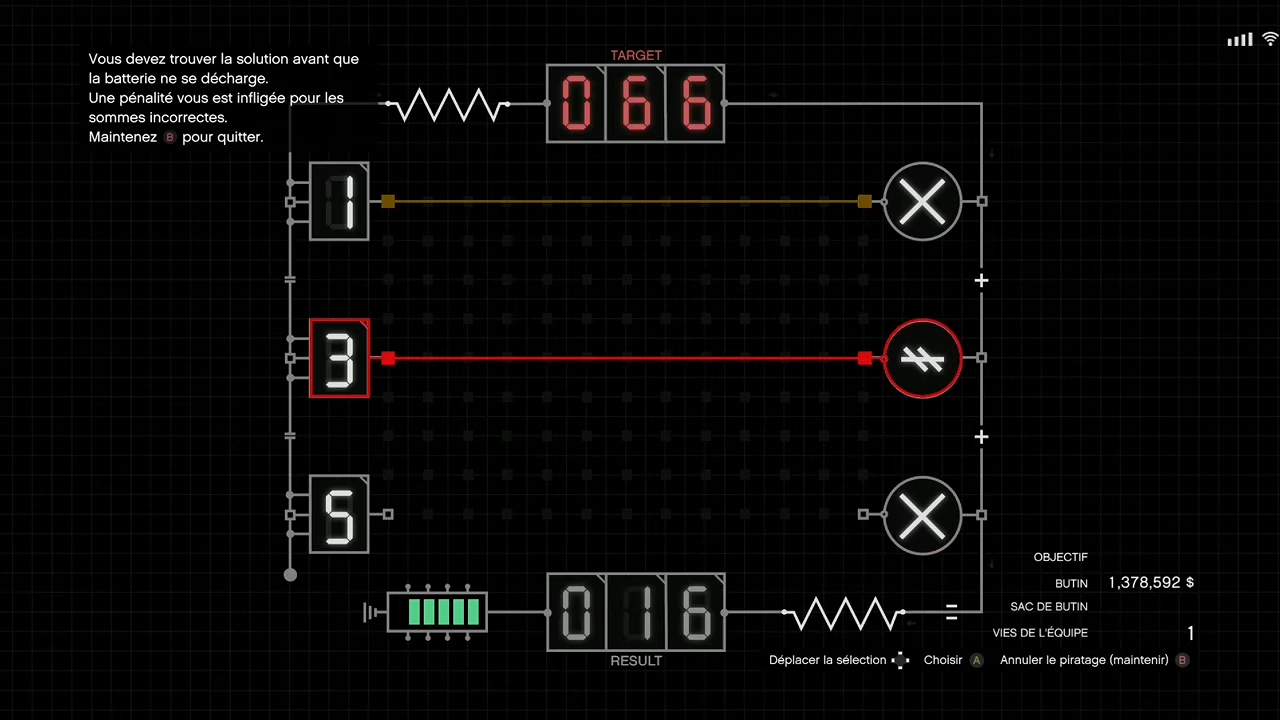 Vous devez trouver la solution avant que
la batterie ne se décharge.
Une pénalité vous est infligée pour les
sommes incorrectes.
Maintenez B pour quitter.
TARGET
066
1
3
5
016
RESULT
OBJECTIF
BUTIN 1,378,592 $
SAC DE BUTIN
VIES DE L'ÉQUIPE 1
Déplacer la sélection Choisir A Annuler le piratage (maintenir) B